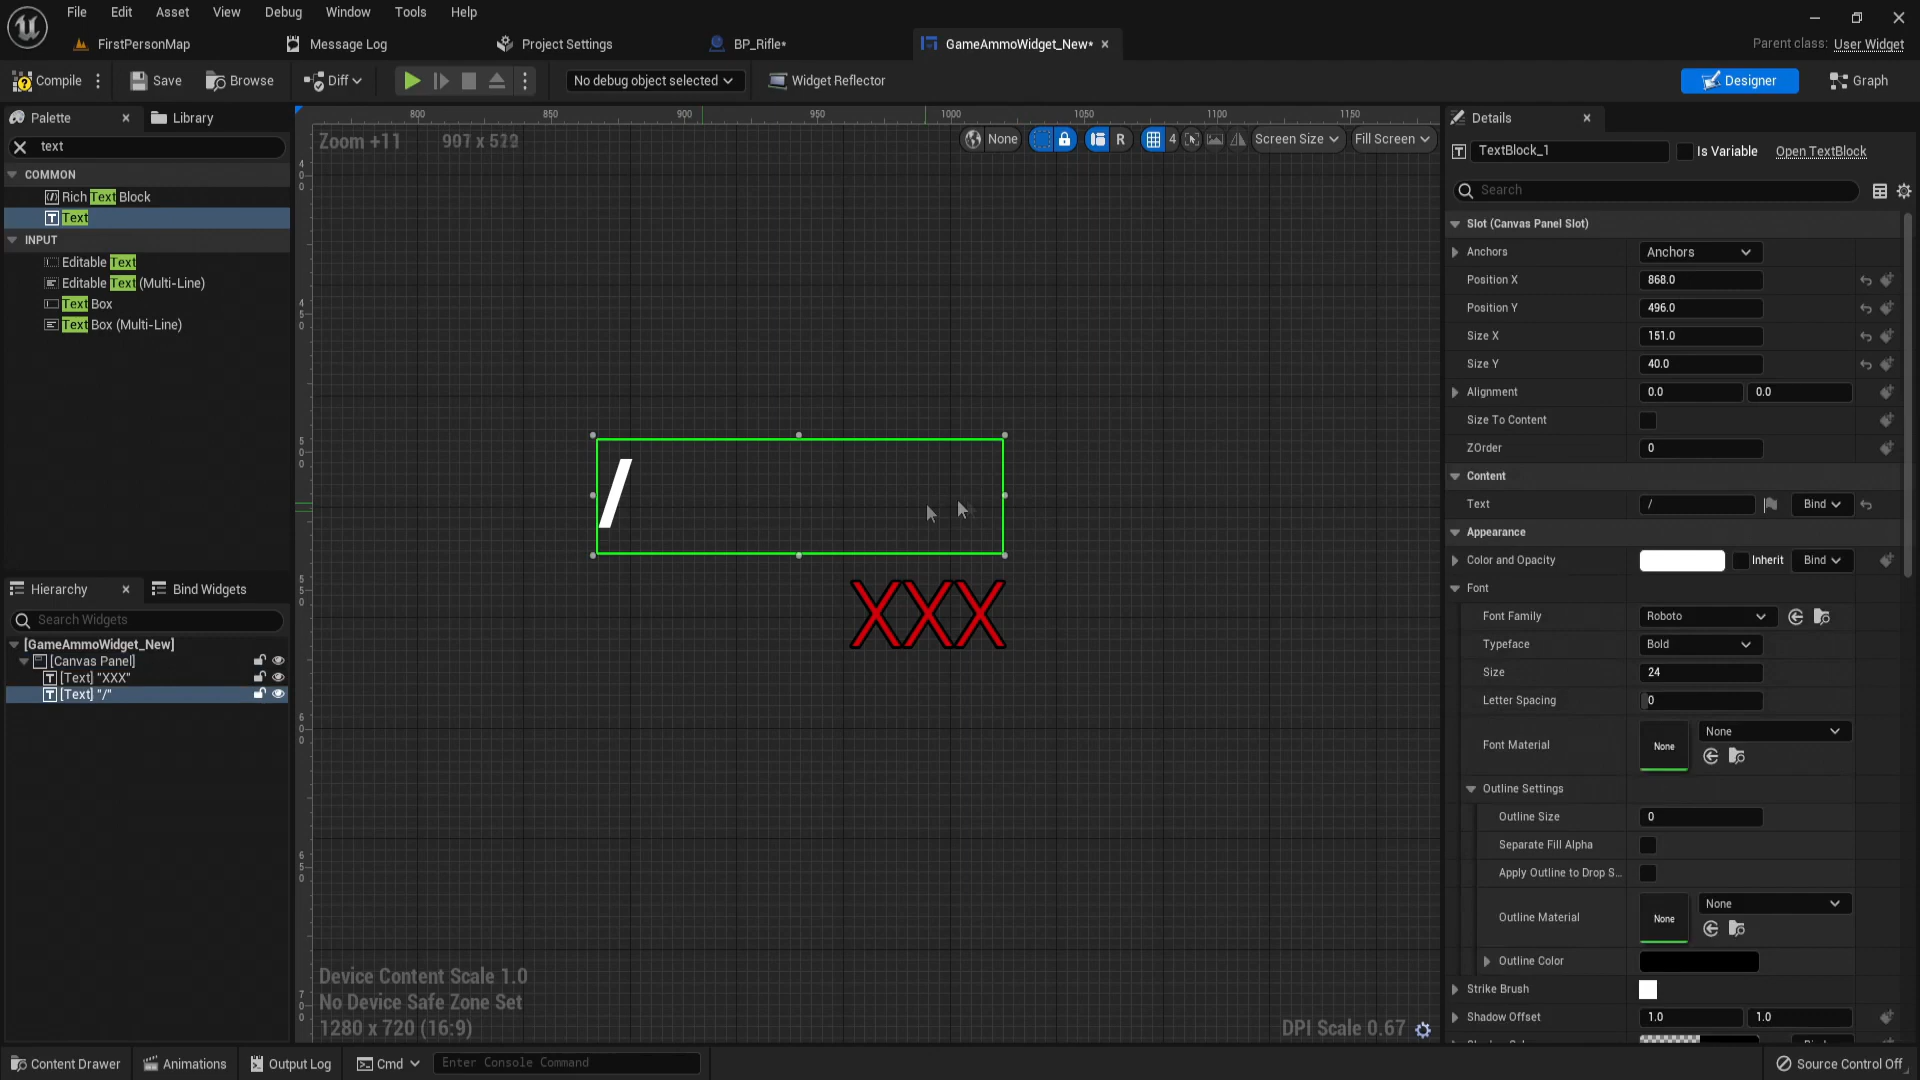 File Edit Asset View Debug Window Tools Help
FirstPersonMap Message Log Project Settings BP_Rifle* GameAmmoWidget_New* Parent class: User Widget
Compile Save Browse Diff No debug object selected Widget Reflector Designer Graph
Palette Library
text
COMMON
Rich Text Block
Text
INPUT
Editable Text
Editable Text (Multi-Line)
Text Box
Text Box (Multi-Line)
Hierarchy Bind Widgets
Search Widgets
[GameAmmoWidget_New]
[Canvas Panel]
[Text] "XXX"
[Text] "/"
800 850 900 950 1000 1050 1100 1150
Zoom +11
None R 4 Screen Size Fill Screen
/
XXX
Device Content Scale 1.0
No Device Safe Zone Set
1280 x 720 (16:9)
DPI Scale 0.67
Details
TextBlock_1 Is Variable Open TextBlock
Search
Slot (Canvas Panel Slot)
Anchors Anchors
Position X 868.0
Position Y 496.0
Size X 151.0
Size Y 40.0
Alignment 0.0 0.0
Size To Content
ZOrder 0
Content
Text / Bind
Appearance
Color and Opacity Inherit Bind
Font
Font Family Roboto
Typeface Bold
Size 24
Letter Spacing 0
Font Material None None
Outline Settings
Outline Size 0
Separate Fill Alpha
Apply Outline to Drop S...
Outline Material None None
Outline Color
Strike Brush
Shadow Offset 1.0 1.0
Content Drawer Animations Output Log Cmd Enter Console Command Source Control Off